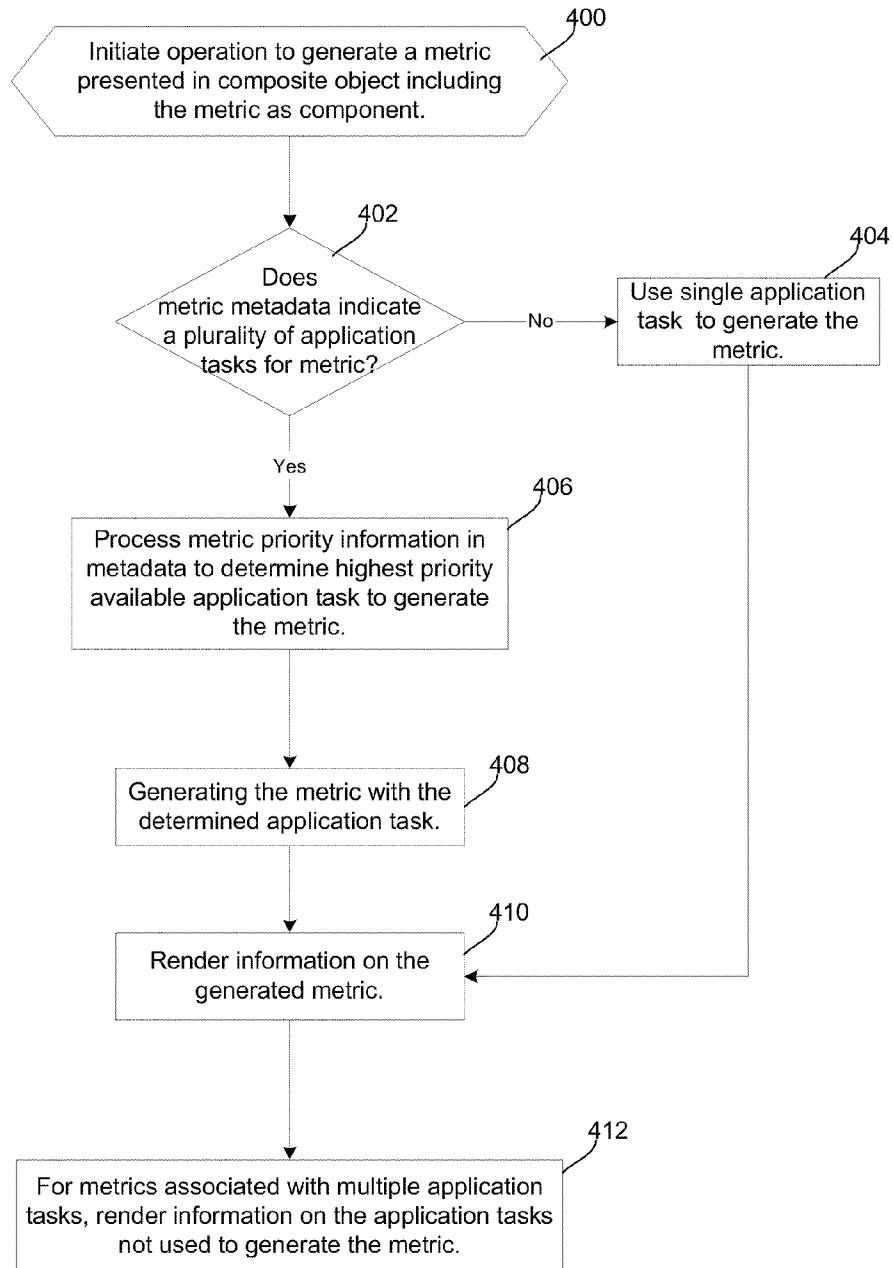 400
Initiate operation to generate a metric
presented in composite object including
the metric as component.
402
Does
metric metadata indicate
a plurality of application
tasks for metric?
No
404
Use single application
task to generate the
metric.
Yes
406
Process metric priority information in
metadata to determine highest priority
available application task to generate
the metric.
408
Generating the metric with the
determined application task.
410
Render information on the
generated metric.
412
For metrics associated with multiple application
tasks, render information on the application tasks
not used to generate the metric.